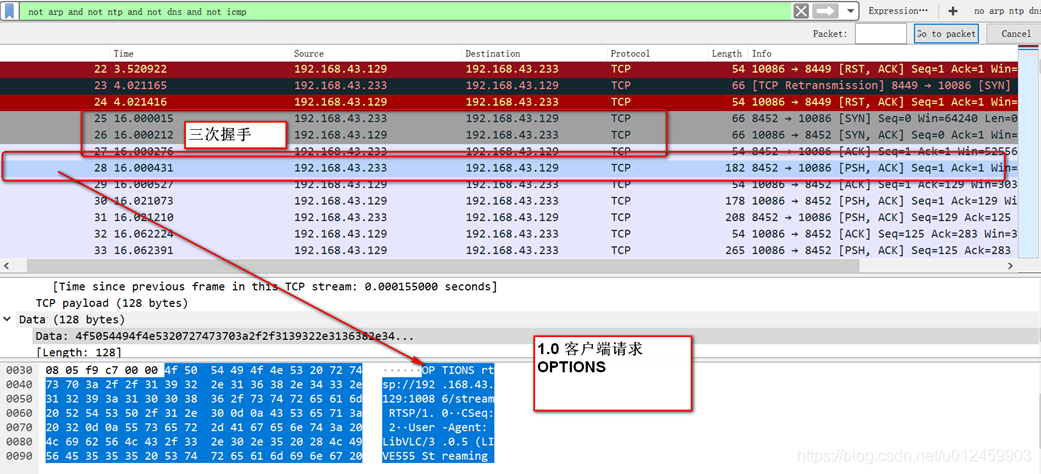 not arp and not ntp and not dns and not icmp Expression… + no arp ntp dns
Packet: Go to packet Cancel
Time Source Destination Protocol Length Info
22 3.520922 192.168.43.129 192.168.43.233 TCP 54 10086 → 8449 [RST, ACK] Seq=1 Ack=1 Win=
23 4.021165 192.168.43.233 192.168.43.129 TCP 66 [TCP Retransmission] 8449 → 10086 [SYN]
24 4.021416 192.168.43.129 192.168.43.233 TCP 54 10086 → 8449 [RST, ACK] Seq=1 Ack=1 Win=
25 16.000015 192.168.43.233 192.168.43.129 TCP 66 8452 → 10086 [SYN] Seq=0 Win=64240 Len=0
三次握手
26 16.000212 192.168.43.129 192.168.43.233 TCP 66 10086 → 8452 [SYN, ACK] Seq=0 Ack=1 Win=
27 16.000276 192.168.43.233 192.168.43.129 TCP 54 8452 → 10086 [ACK] Seq=1 Ack=1 Win=52556
28 16.000431 192.168.43.233 192.168.43.129 TCP 182 8452 → 10086 [PSH, ACK] Seq=1 Ack=1 Win=
29 16.000527 192.168.43.129 192.168.43.233 TCP 54 10086 → 8452 [ACK] Seq=1 Ack=129 Win=303
30 16.021073 192.168.43.129 192.168.43.233 TCP 178 10086 → 8452 [PSH, ACK] Seq=1 Ack=129 Wi
31 16.021210 192.168.43.233 192.168.43.129 TCP 208 8452 → 10086 [PSH, ACK] Seq=129 Ack=125
32 16.062224 192.168.43.129 192.168.43.233 TCP 54 10086 → 8452 [ACK] Seq=125 Ack=283 Win=3
33 16.062391 192.168.43.129 192.168.43.233 TCP 265 10086 → 8452 [PSH, ACK] Seq=125 Ack=283
[Time since previous frame in this TCP stream: 0.000155000 seconds]
TCP payload (128 bytes)
Data (128 bytes)
Data: 4f5054494f4e5320727473703a2f2f3139322e3136382e34...
[Length: 128]
1.0 客户端请求
OPTIONS
0030 08 05 f9 c7 00 00 4f 50 54 49 4f 4e 53 20 72 74 ······OP TIONS rt
0040 73 70 3a 2f 2f 31 39 32 2e 31 36 38 2e 34 33 2e sp://192 .168.43.
0050 31 32 39 3a 31 30 30 38 36 2f 73 74 72 65 61 6d 129:1008 6/stream
0060 20 52 54 53 50 2f 31 2e 30 0d 0a 43 53 65 71 3a RTSP/1. 0··CSeq:
0070 20 32 0d 0a 55 73 65 72 2d 41 67 65 6e 74 3a 20 2··User -Agent:
0080 4c 69 62 56 4c 43 2f 33 2e 30 2e 35 20 28 4c 49 LibVLC/3 .0.5 (LI
0090 56 45 35 35 35 20 53 74 72 65 61 6d 69 6e 67 20 VE555 St reaming
https://blog.csdn.net/u012459903